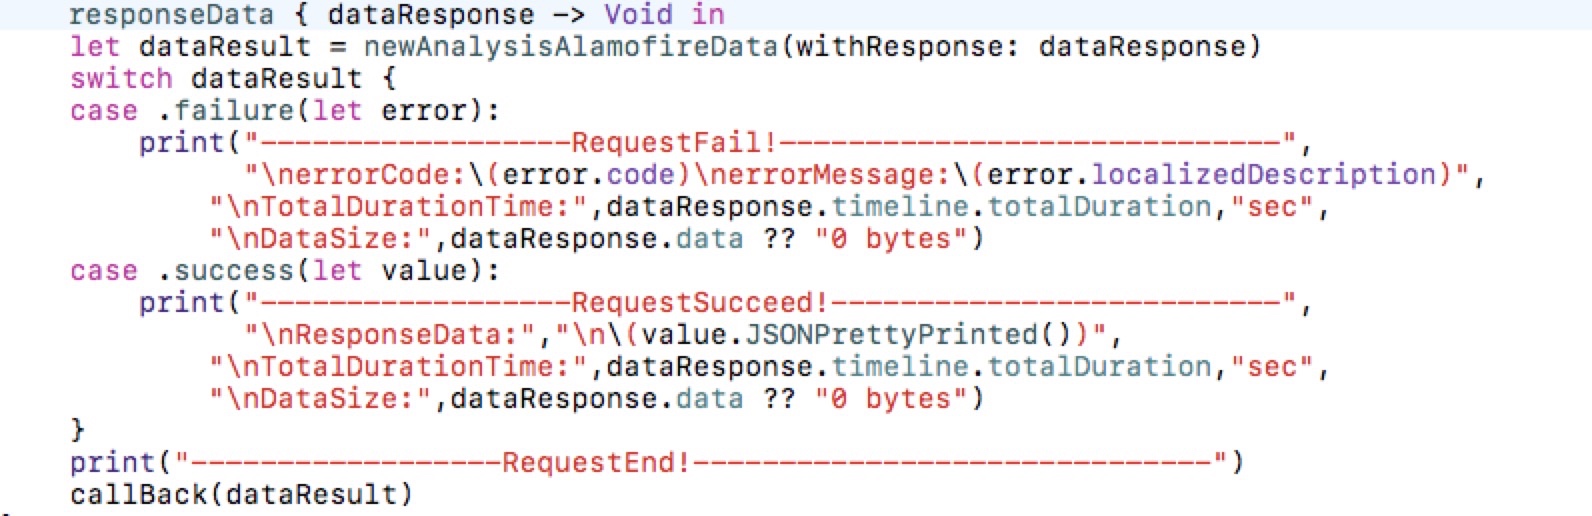 responseData { dataResponse -> Void in
let dataResult = newAnalysisAlamofireData(withResponse: dataResponse)
switch dataResult {
case .failure(let error):
print("------------------RequestFail!-----------------------------",
"\nerrorCode:\(error.code)\nerrorMessage:\(error.localizedDescription)",
"\nTotalDurationTime:",dataResponse.timeline.totalDuration,"sec",
"\nDataSize:",dataResponse.data ?? "0 bytes")
case .success(let value):
print("------------------RequestSucceed!--------------------------",
"\nResponseData:","\n\(value.JSONPrettyPrinted())",
"\nTotalDurationTime:",dataResponse.timeline.totalDuration,"sec",
"\nDataSize:",dataResponse.data ?? "0 bytes")
}
print("------------------RequestEnd!------------------------------")
callBack(dataResult)